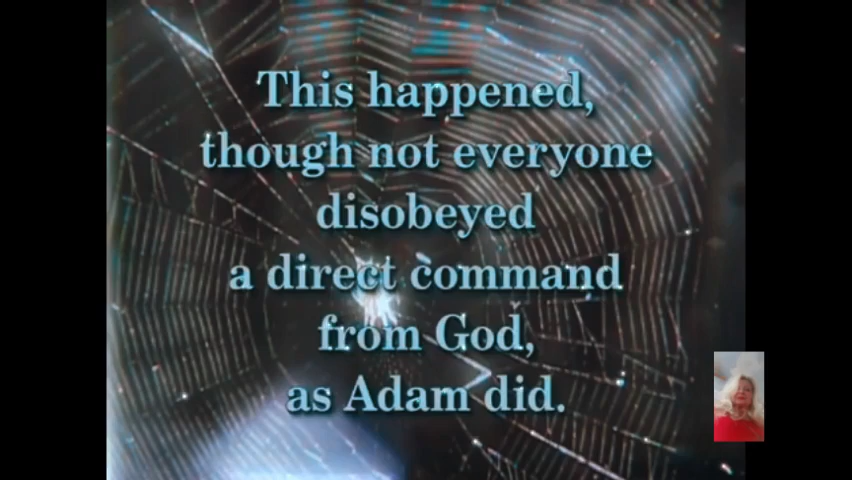 This happened,
though not everyone
disobeyed
a direct command
from God,
as Adam did.